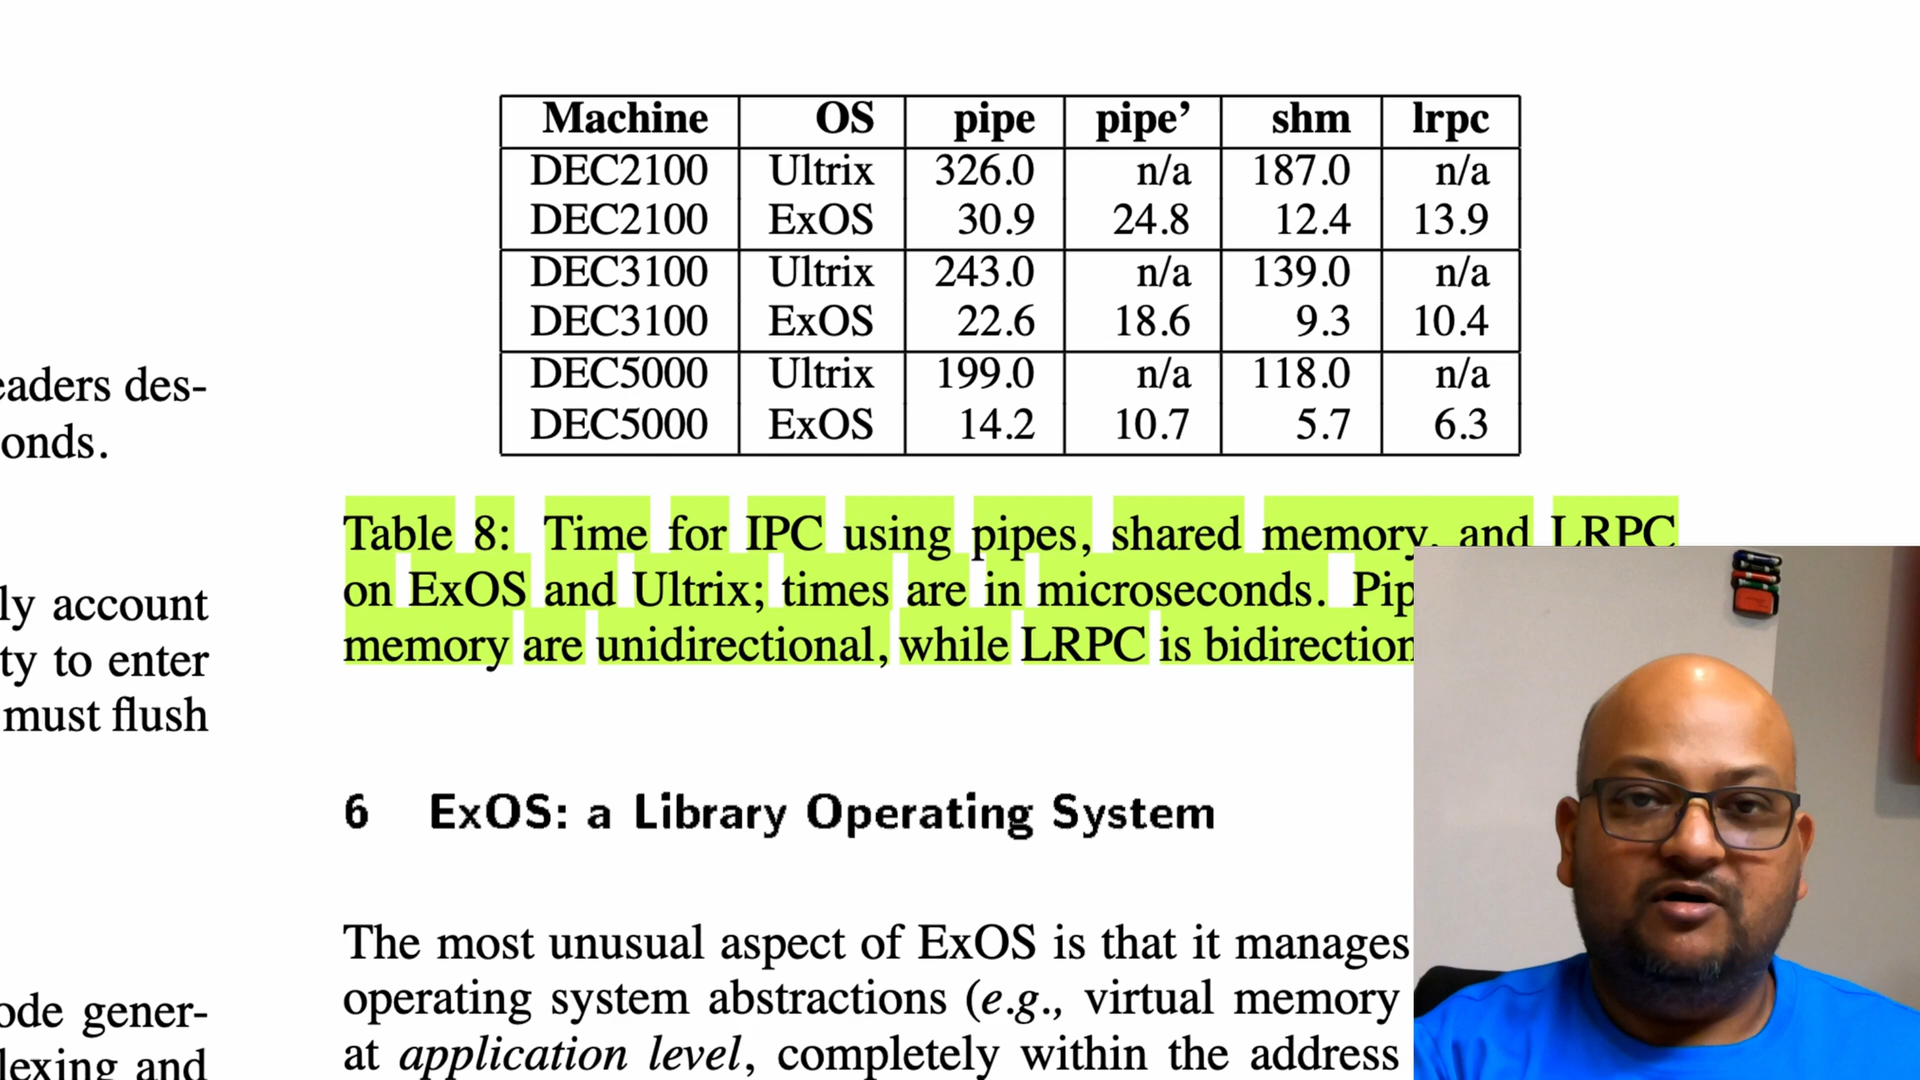 Machine OS pipe pipe’ shm lrpc
DEC2100 Ultrix 326.0 n/a 187.0 n/a
DEC2100 ExOS 30.9 24.8 12.4 13.9
DEC3100 Ultrix 243.0 n/a 139.0 n/a
DEC3100 ExOS 22.6 18.6 9.3 10.4
DEC5000 Ultrix 199.0 n/a 118.0 n/a
DEC5000 ExOS 14.2 10.7 5.7 6.3
Table 8: Time for IPC using pipes, shared memory, and LRPC
on ExOS and Ultrix; times are in microseconds. Pip
memory are unidirectional, while LRPC is bidirection
6 ExOS: a Library Operating System
The most unusual aspect of ExOS is that it manages
operating system abstractions (e.g., virtual memory
at application level, completely within the address
eaders des-
onds.
ly account
ty to enter
must flush
ode gener-
lexing and